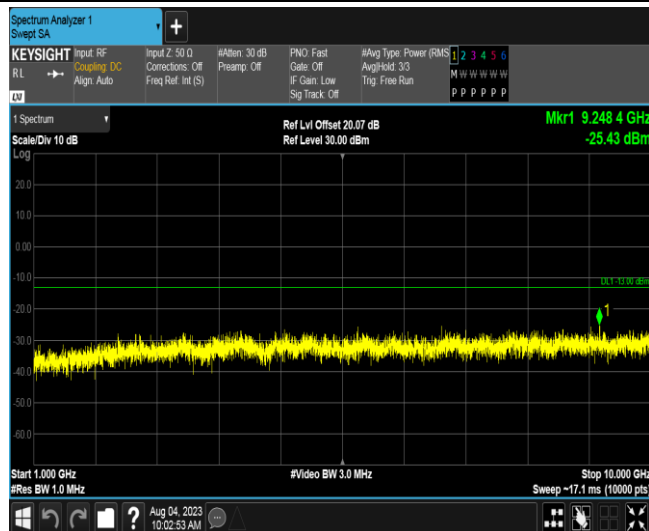 Spectrum Analyzer 1
Swept SA
+
KEYSIGHT
RL
LXI
Input: RF
Coupling: DC
Align: Auto
Input Z: 50 Ω
Corrections: Off
Freq Ref: Int (S)
#Atten: 30 dB
Preamp: Off
PNO: Fast
Gate: Off
IF Gain: Low
Sig Track: Off
#Avg Type: Power (RMS
Avg|Hold: 3/3
Trig: Free Run
1 2 3 4 5 6
M W W W W W
P P P P P P
1 Spectrum
Scale/Div 10 dB
Log
Ref Lvl Offset 20.07 dB
Ref Level 30.00 dBm
Mkr1 9.248 4 GHz
-25.43 dBm
20.0
10.0
0.00
-10.0
-20.0
-30.0
-40.0
-50.0
-60.0
DL1 -13.00 dBm
1
Start 1.000 GHz
#Res BW 1.0 MHz
#Video BW 3.0 MHz
Stop 10.000 GHz
Sweep ~17.1 ms (10000 pts)
?
Aug 04, 2023
10:02:53 AM